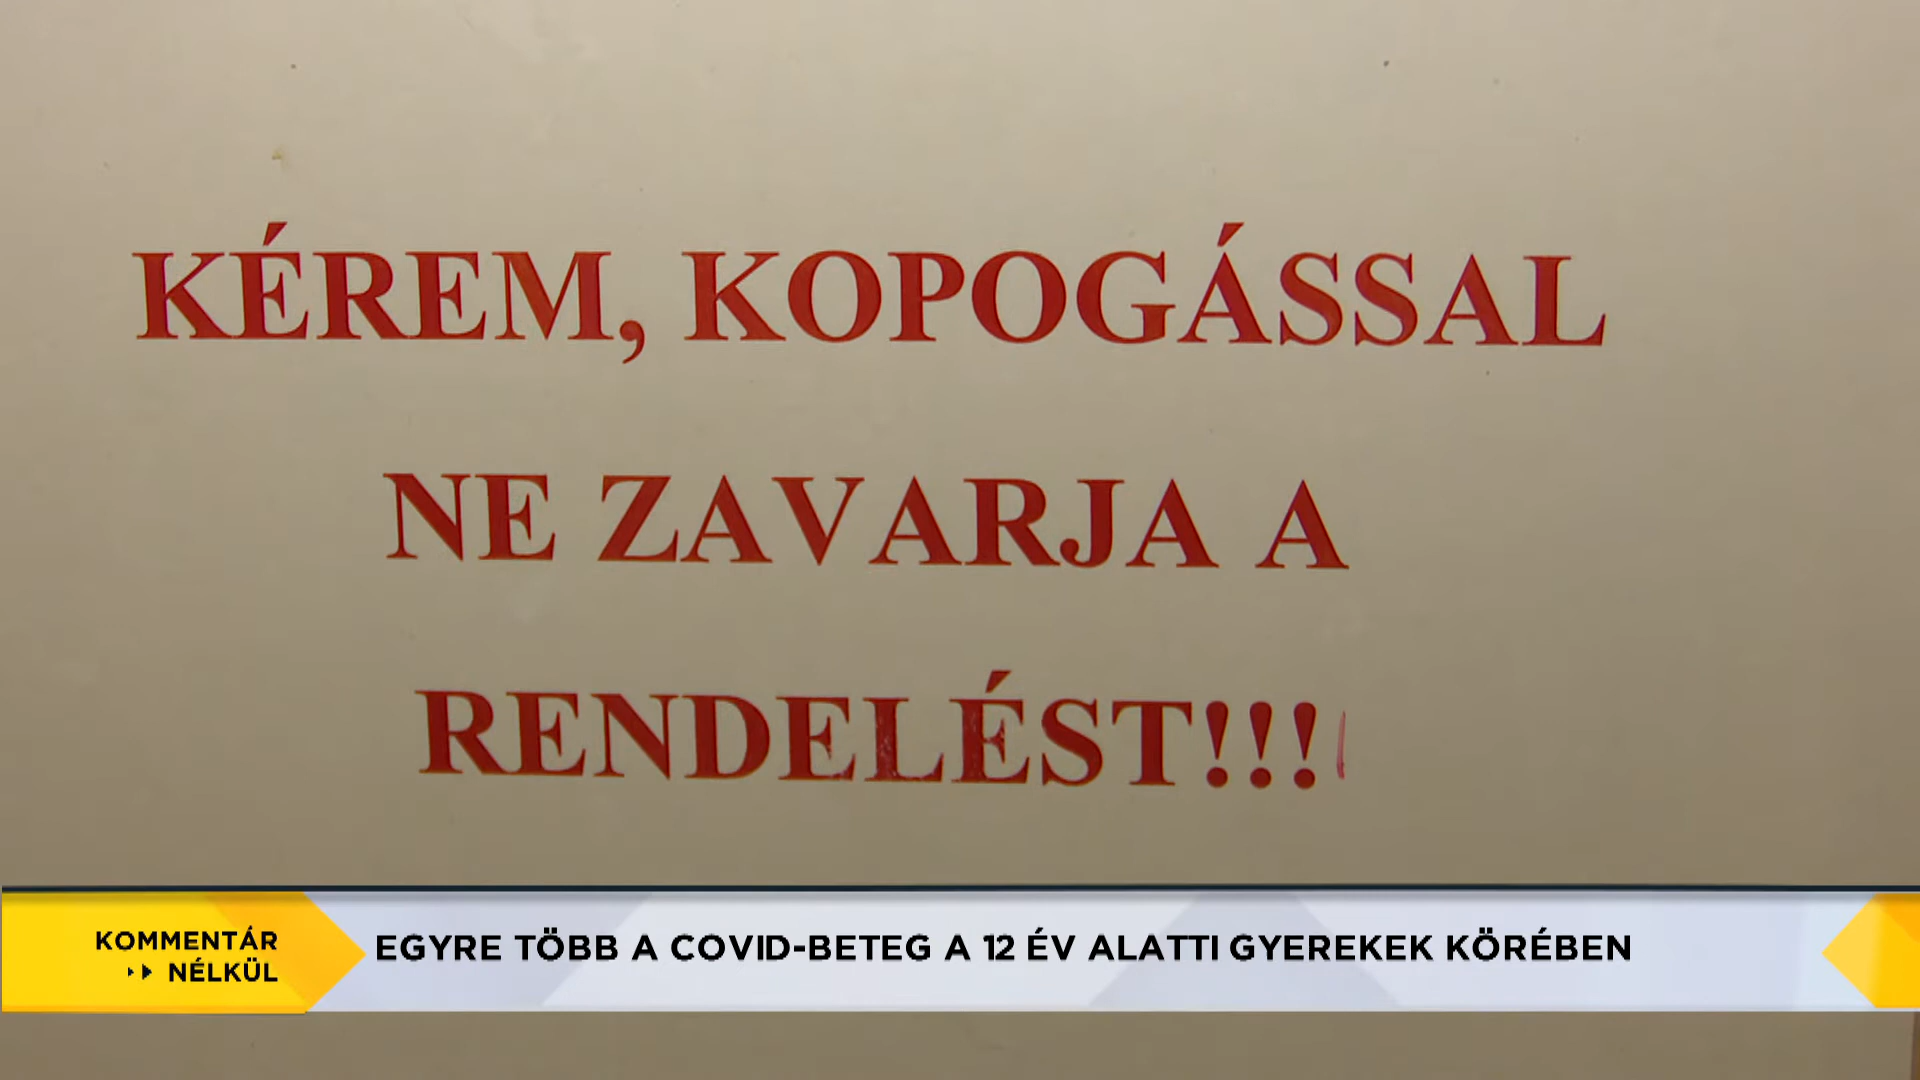 KÉREM, KOPOGÁSSAL
NE ZAVARJA A
RENDELÉST!!!
KOMMENTÁR
NÉLKÜL
EGYRE TÖBB A COVID-BETEG A 12 ÉV ALATTI GYEREKEK KÖRÉBEN